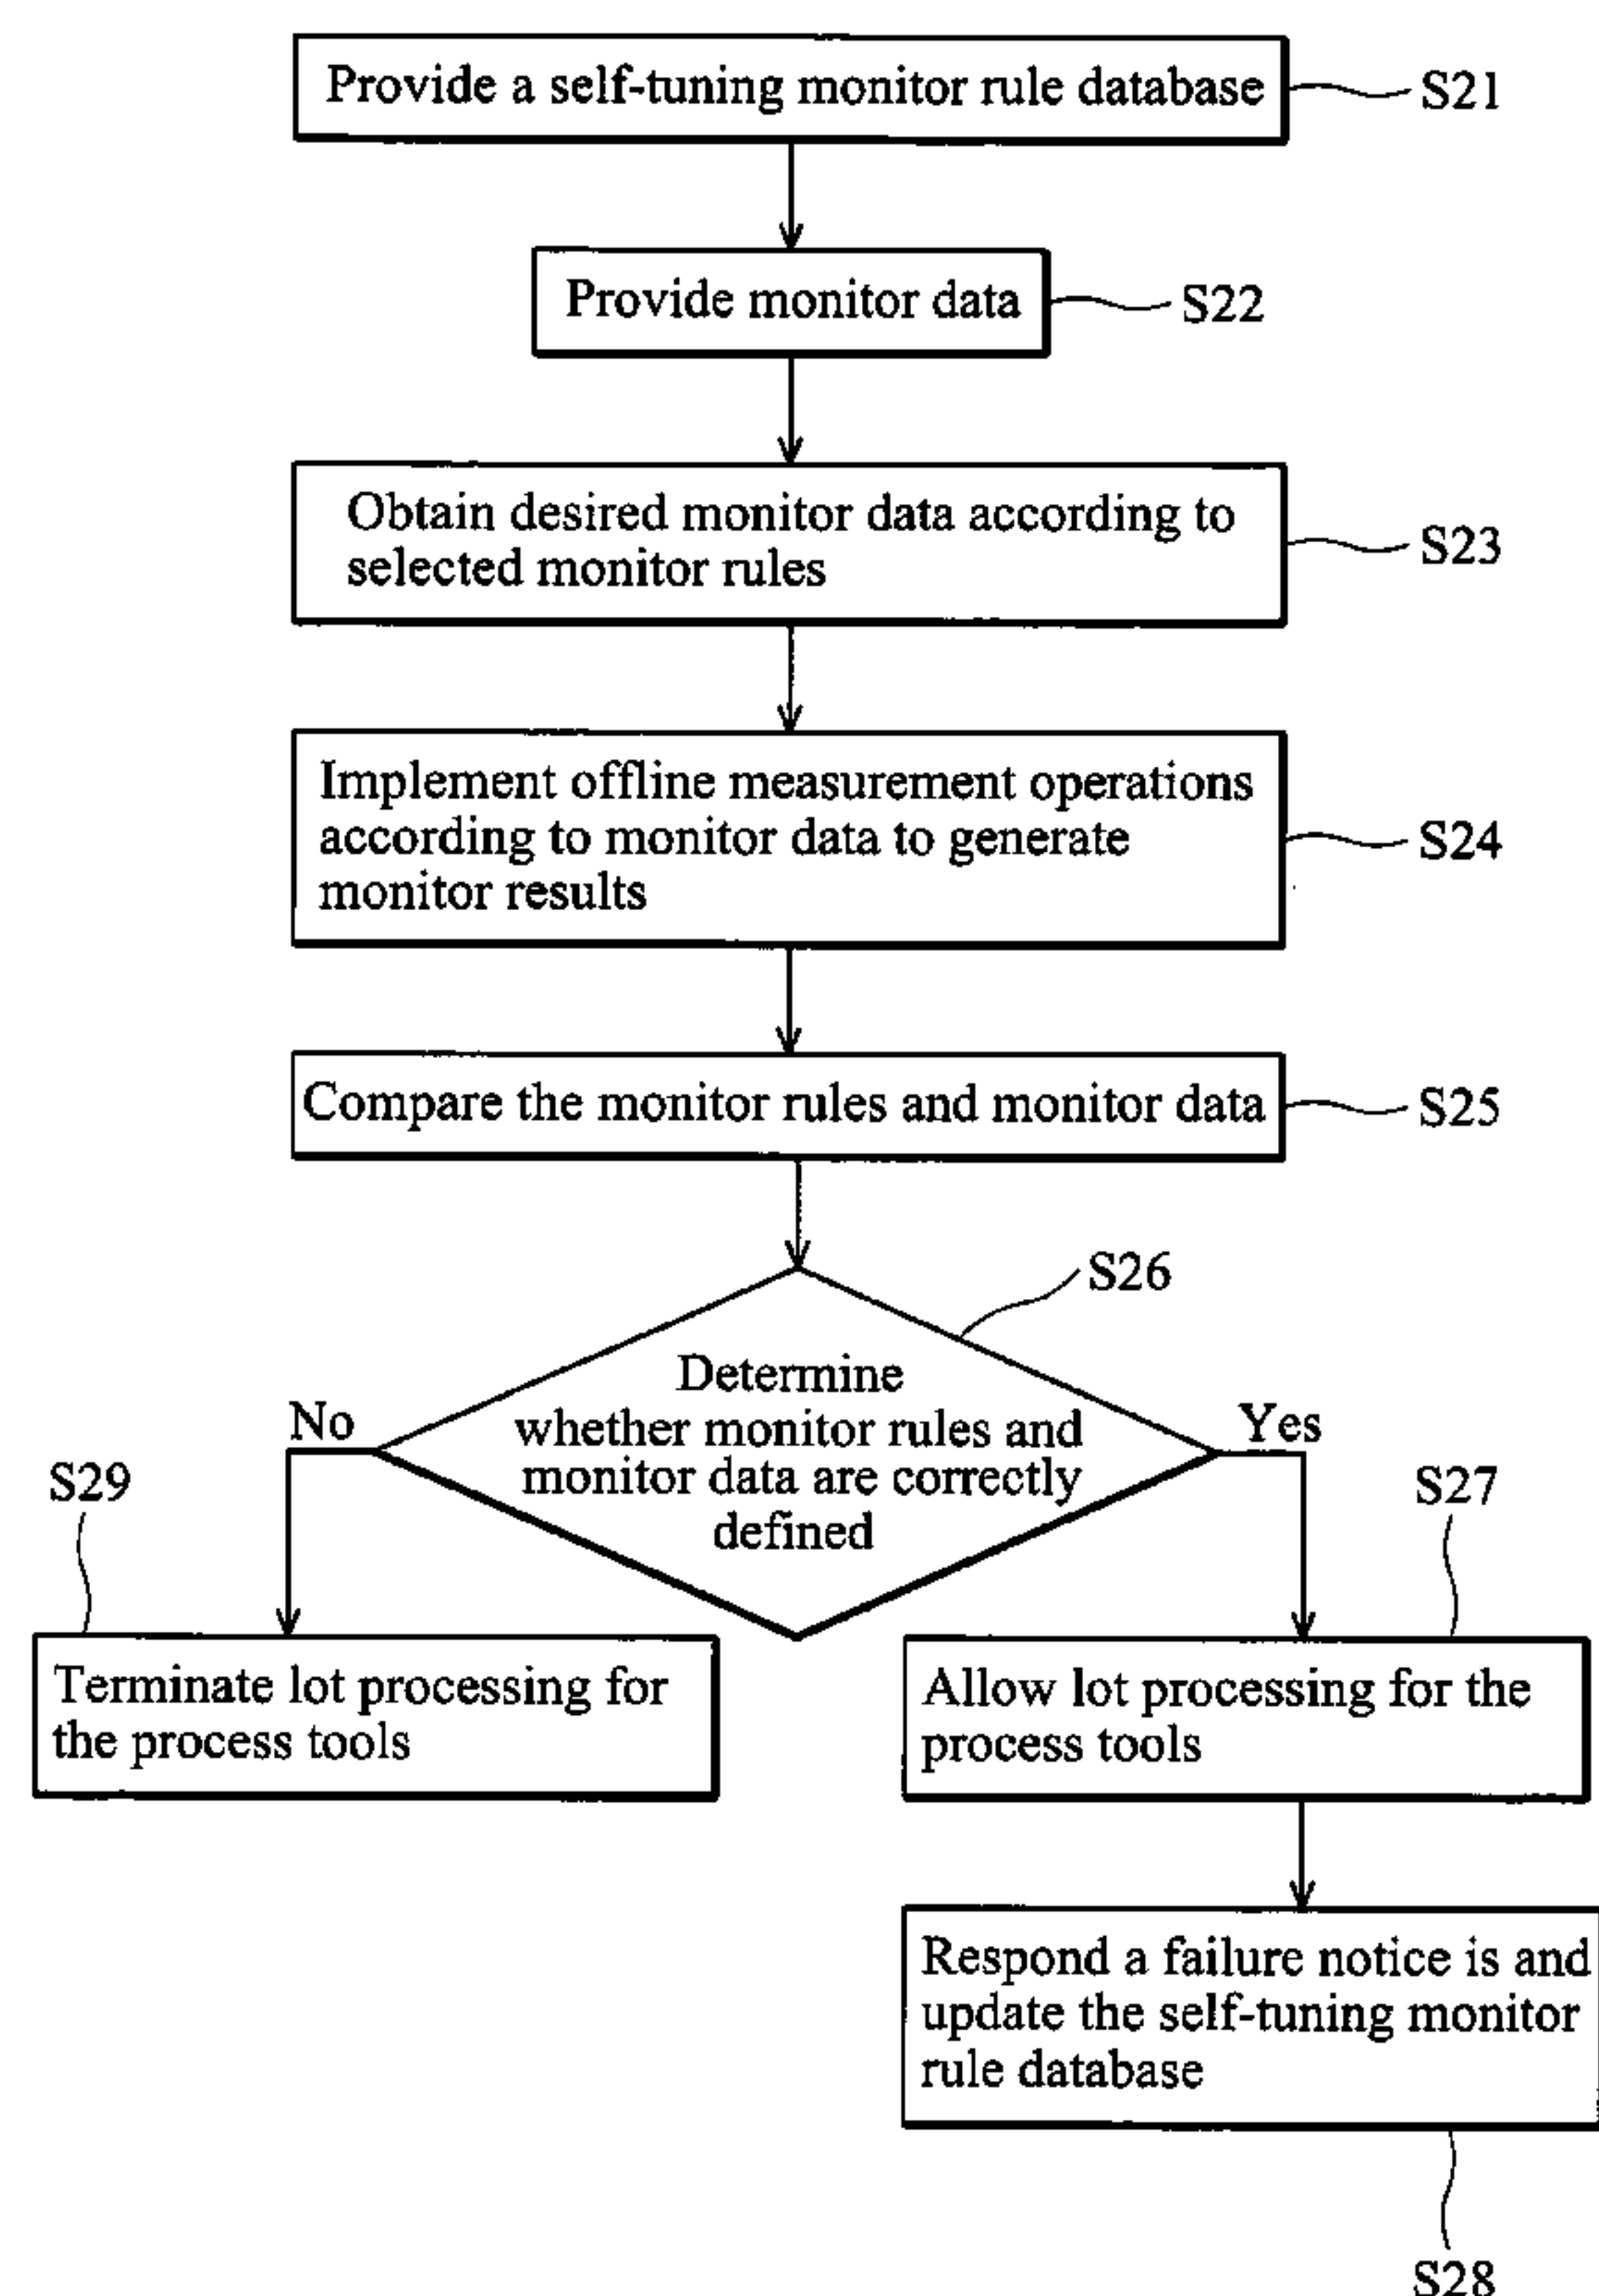 Provide a self-tuning monitor rule database
S21
Provide monitor data
S22
Obtain desired monitor data according to
selected monitor rules
S23
Implement offline measurement operations
according to monitor data to generate
monitor results
S24
Compare the monitor rules and monitor data
S25
S26
Determine
whether monitor rules and
monitor data are correctly
defined
No
Yes
S29
S27
Terminate lot processing for
the process tools
Allow lot processing for the
process tools
Respond a failure notice is and
update the self-tuning monitor
rule database
S28